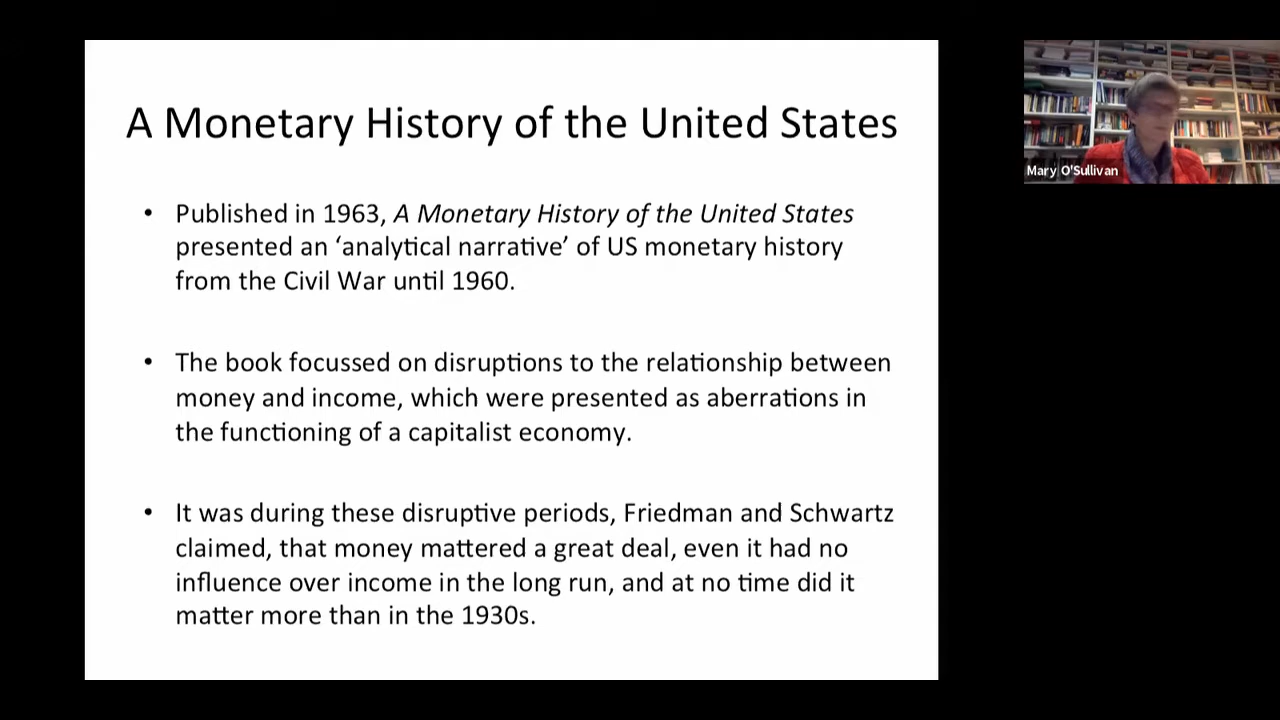 A Monetary History of the United States
• Published in 1963, A Monetary History of the United States
presented an ‘analytical narrative’ of US monetary history
from the Civil War until 1960.
• The book focussed on disruptions to the relationship between
money and income, which were presented as aberrations in
the functioning of a capitalist economy.
• It was during these disruptive periods, Friedman and Schwartz
claimed, that money mattered a great deal, even it had no
influence over income in the long run, and at no time did it
matter more than in the 1930s.
Mary O'Sullivan